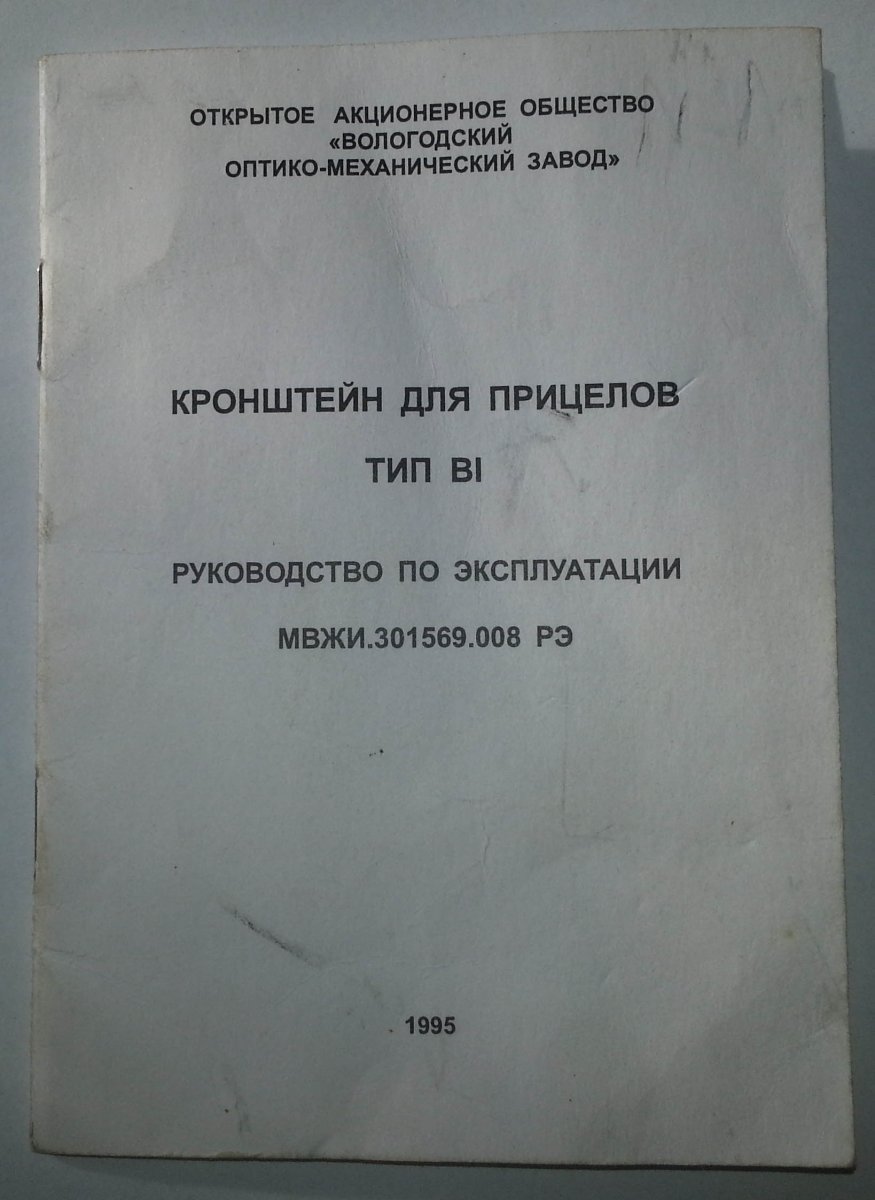 ОТКРЫТОЕ АКЦИОНЕРНОЕ ОБЩЕСТВО
«ВОЛОГОДСКИЙ
ОПТИКО-МЕХАНИЧЕСКИЙ ЗАВОД»
КРОНШТЕЙН ДЛЯ ПРИЦЕЛОВ
ТИП BI
РУКОВОДСТВО ПО ЭКСПЛУАТАЦИИ
МВЖИ.301569.008 РЭ
1995